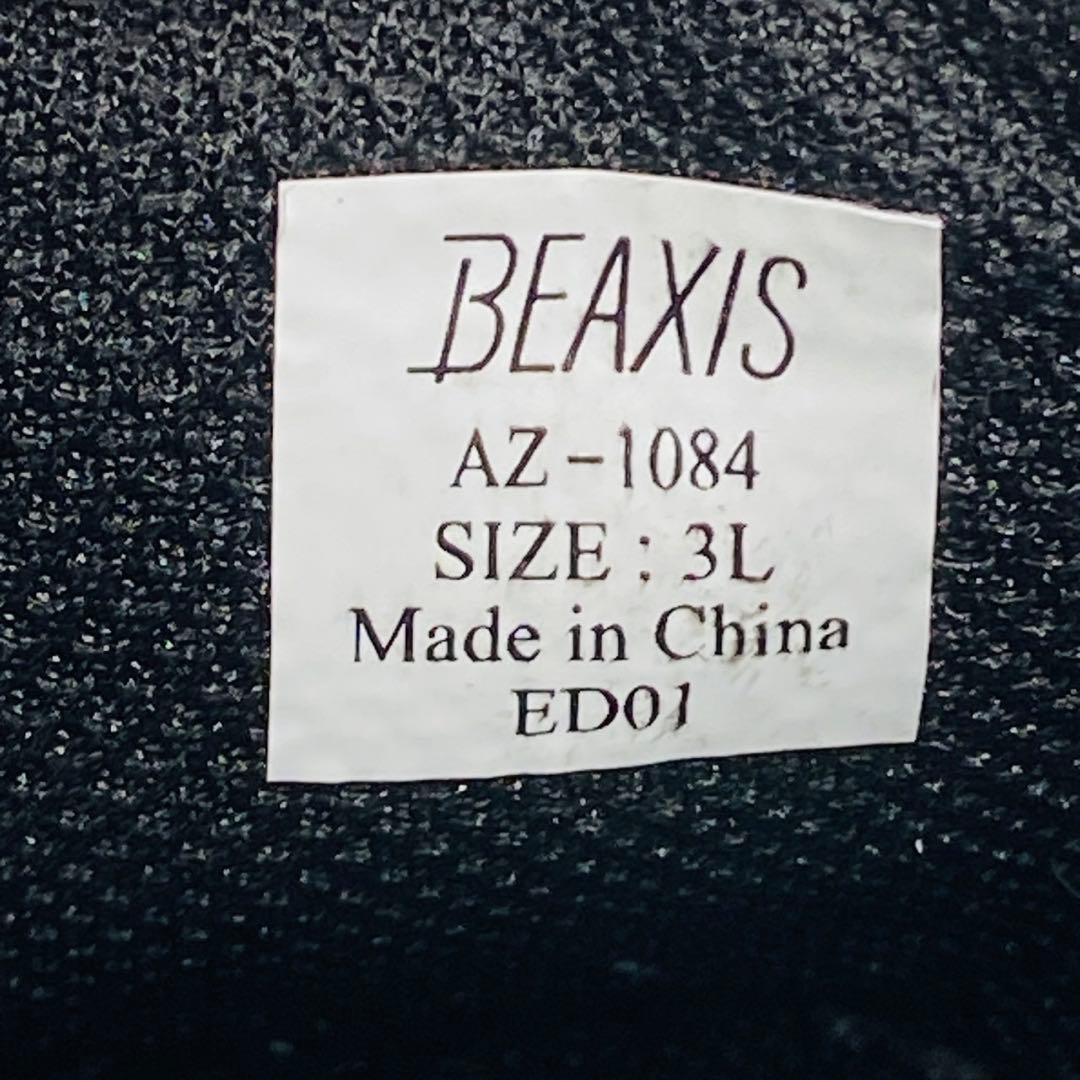 BEAXIS
AZ-1084
SIZE : 3L
Made in China
ED01